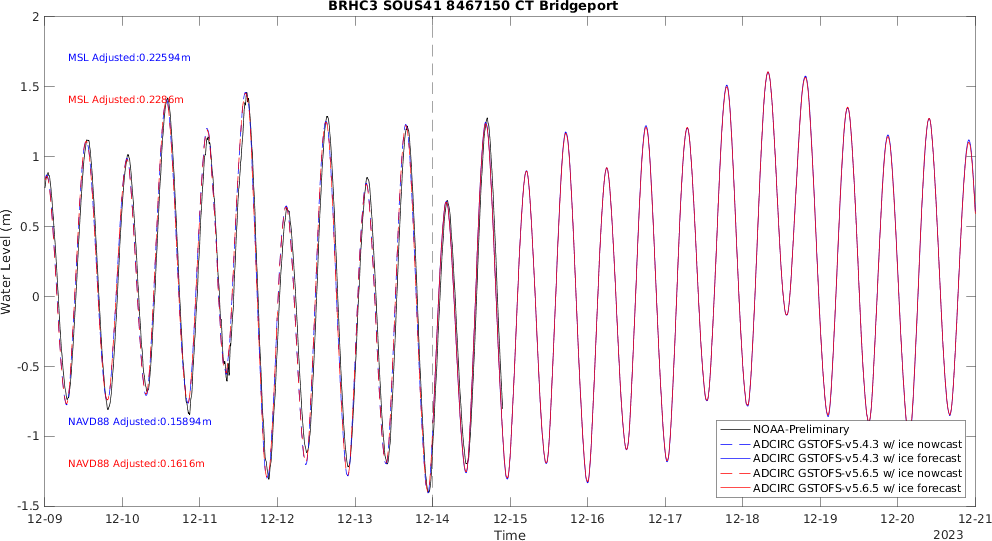 BRHC3 SOUS41 8467150 CT Bridgeport
2
1.5
1
0.5
0
-0.5
-1
-1.5
Water Level (m)
MSL Adjusted:0.22594m
MSL Adjusted:0.2286m
NAVD88 Adjusted:0.15894m
NAVD88 Adjusted:0.1616m
NOAA-Preliminary
ADCIRC GSTOFS-v5.4.3 w/ ice nowcast
ADCIRC GSTOFS-v5.4.3 w/ ice forecast
ADCIRC GSTOFS-v5.6.5 w/ ice nowcast
ADCIRC GSTOFS-v5.6.5 w/ ice forecast
12-09 12-10 12-11 12-12 12-13 12-14 12-15 12-16 12-17 12-18 12-19 12-20 12-21
Time
2023